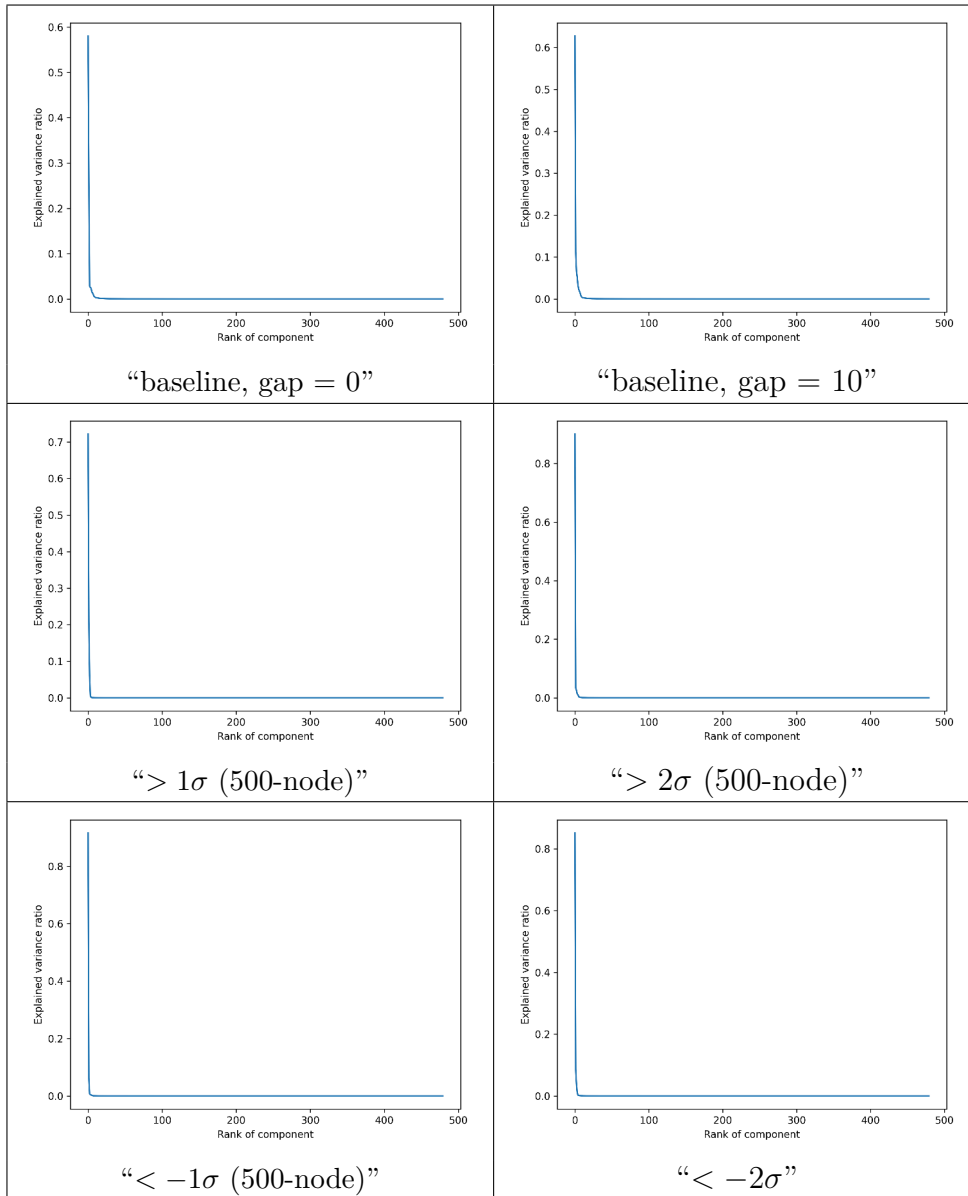 0.6
0.5
0.4
0.3
0.2
0.1
0.0
Explained variance ratio
0 100 200 300 400 500
Rank of component
“baseline, gap = 0”
0.6
0.5
0.4
0.3
0.2
0.1
0.0
Explained variance ratio
0 100 200 300 400 500
Rank of component
“baseline, gap = 10”
0.7
0.6
0.5
0.4
0.3
0.2
0.1
0.0
Explained variance ratio
0 100 200 300 400 500
Rank of component
“> 1σ (500-node)”
0.8
0.6
0.4
0.2
0.0
Explained variance ratio
0 100 200 300 400 500
Rank of component
“> 2σ (500-node)”
0.8
0.6
0.4
0.2
0.0
Explained variance ratio
0 100 200 300 400 500
Rank of component
“< −1σ (500-node)”
0.8
0.6
0.4
0.2
0.0
Explained variance ratio
0 100 200 300 400 500
Rank of component
“< −2σ”